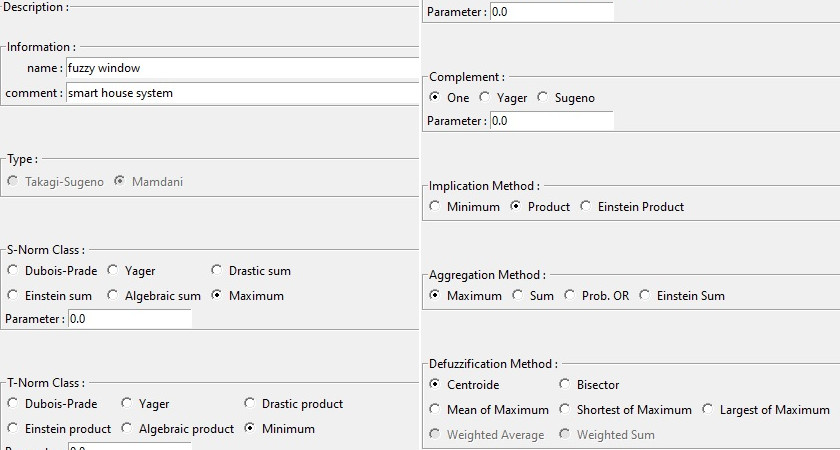 Description :
Information :
name : fuzzy window
comment : smart house system
Type :
Takagi-Sugeno Mamdani
S-Norm Class :
Dubois-Prade Yager Drastic sum
Einstein sum Algebraic sum Maximum
Parameter : 0.0
T-Norm Class :
Dubois-Prade Yager Drastic product
Einstein product Algebraic product Minimum
Parameter : 0.0
Parameter : 0.0
Complement :
One Yager Sugeno
Parameter : 0.0
Implication Method :
Minimum Product Einstein Product
Aggregation Method :
Maximum Sum Prob. OR Einstein Sum
Defuzzification Method :
Centroide Bisector
Mean of Maximum Shortest of Maximum Largest of Maximum
Weighted Average Weighted Sum